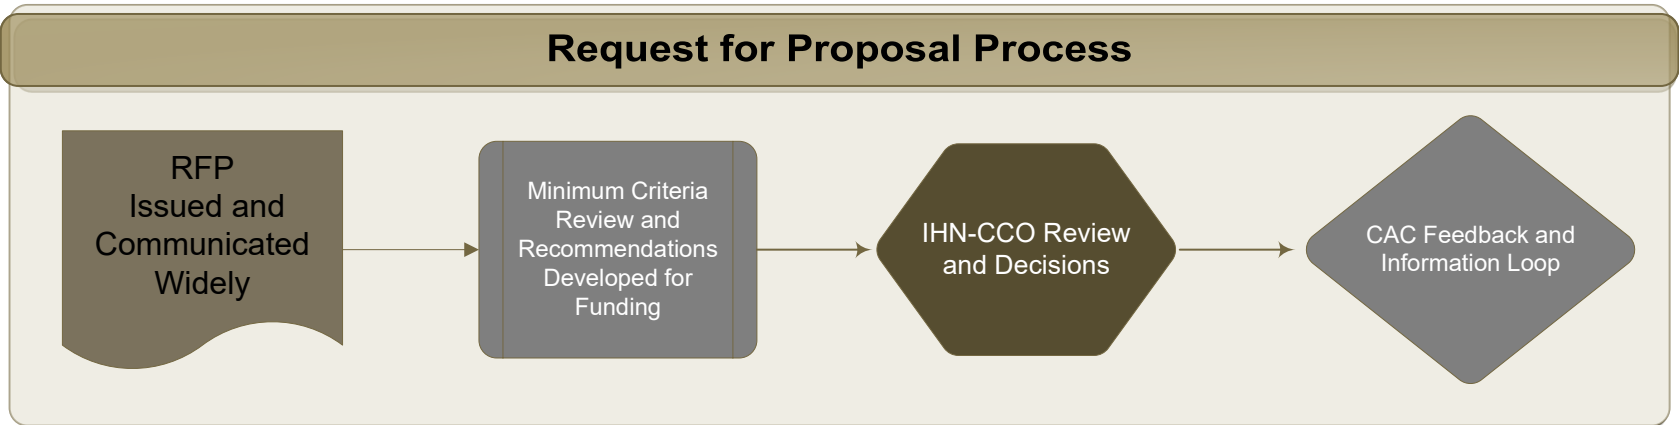 Request for Proposal Process
RFP
Issued and
Communicated
Widely
Minimum Criteria
Review and
Recommendations
Developed for
Funding
IHN-CCO Review
and Decisions
CAC Feedback and
Information Loop